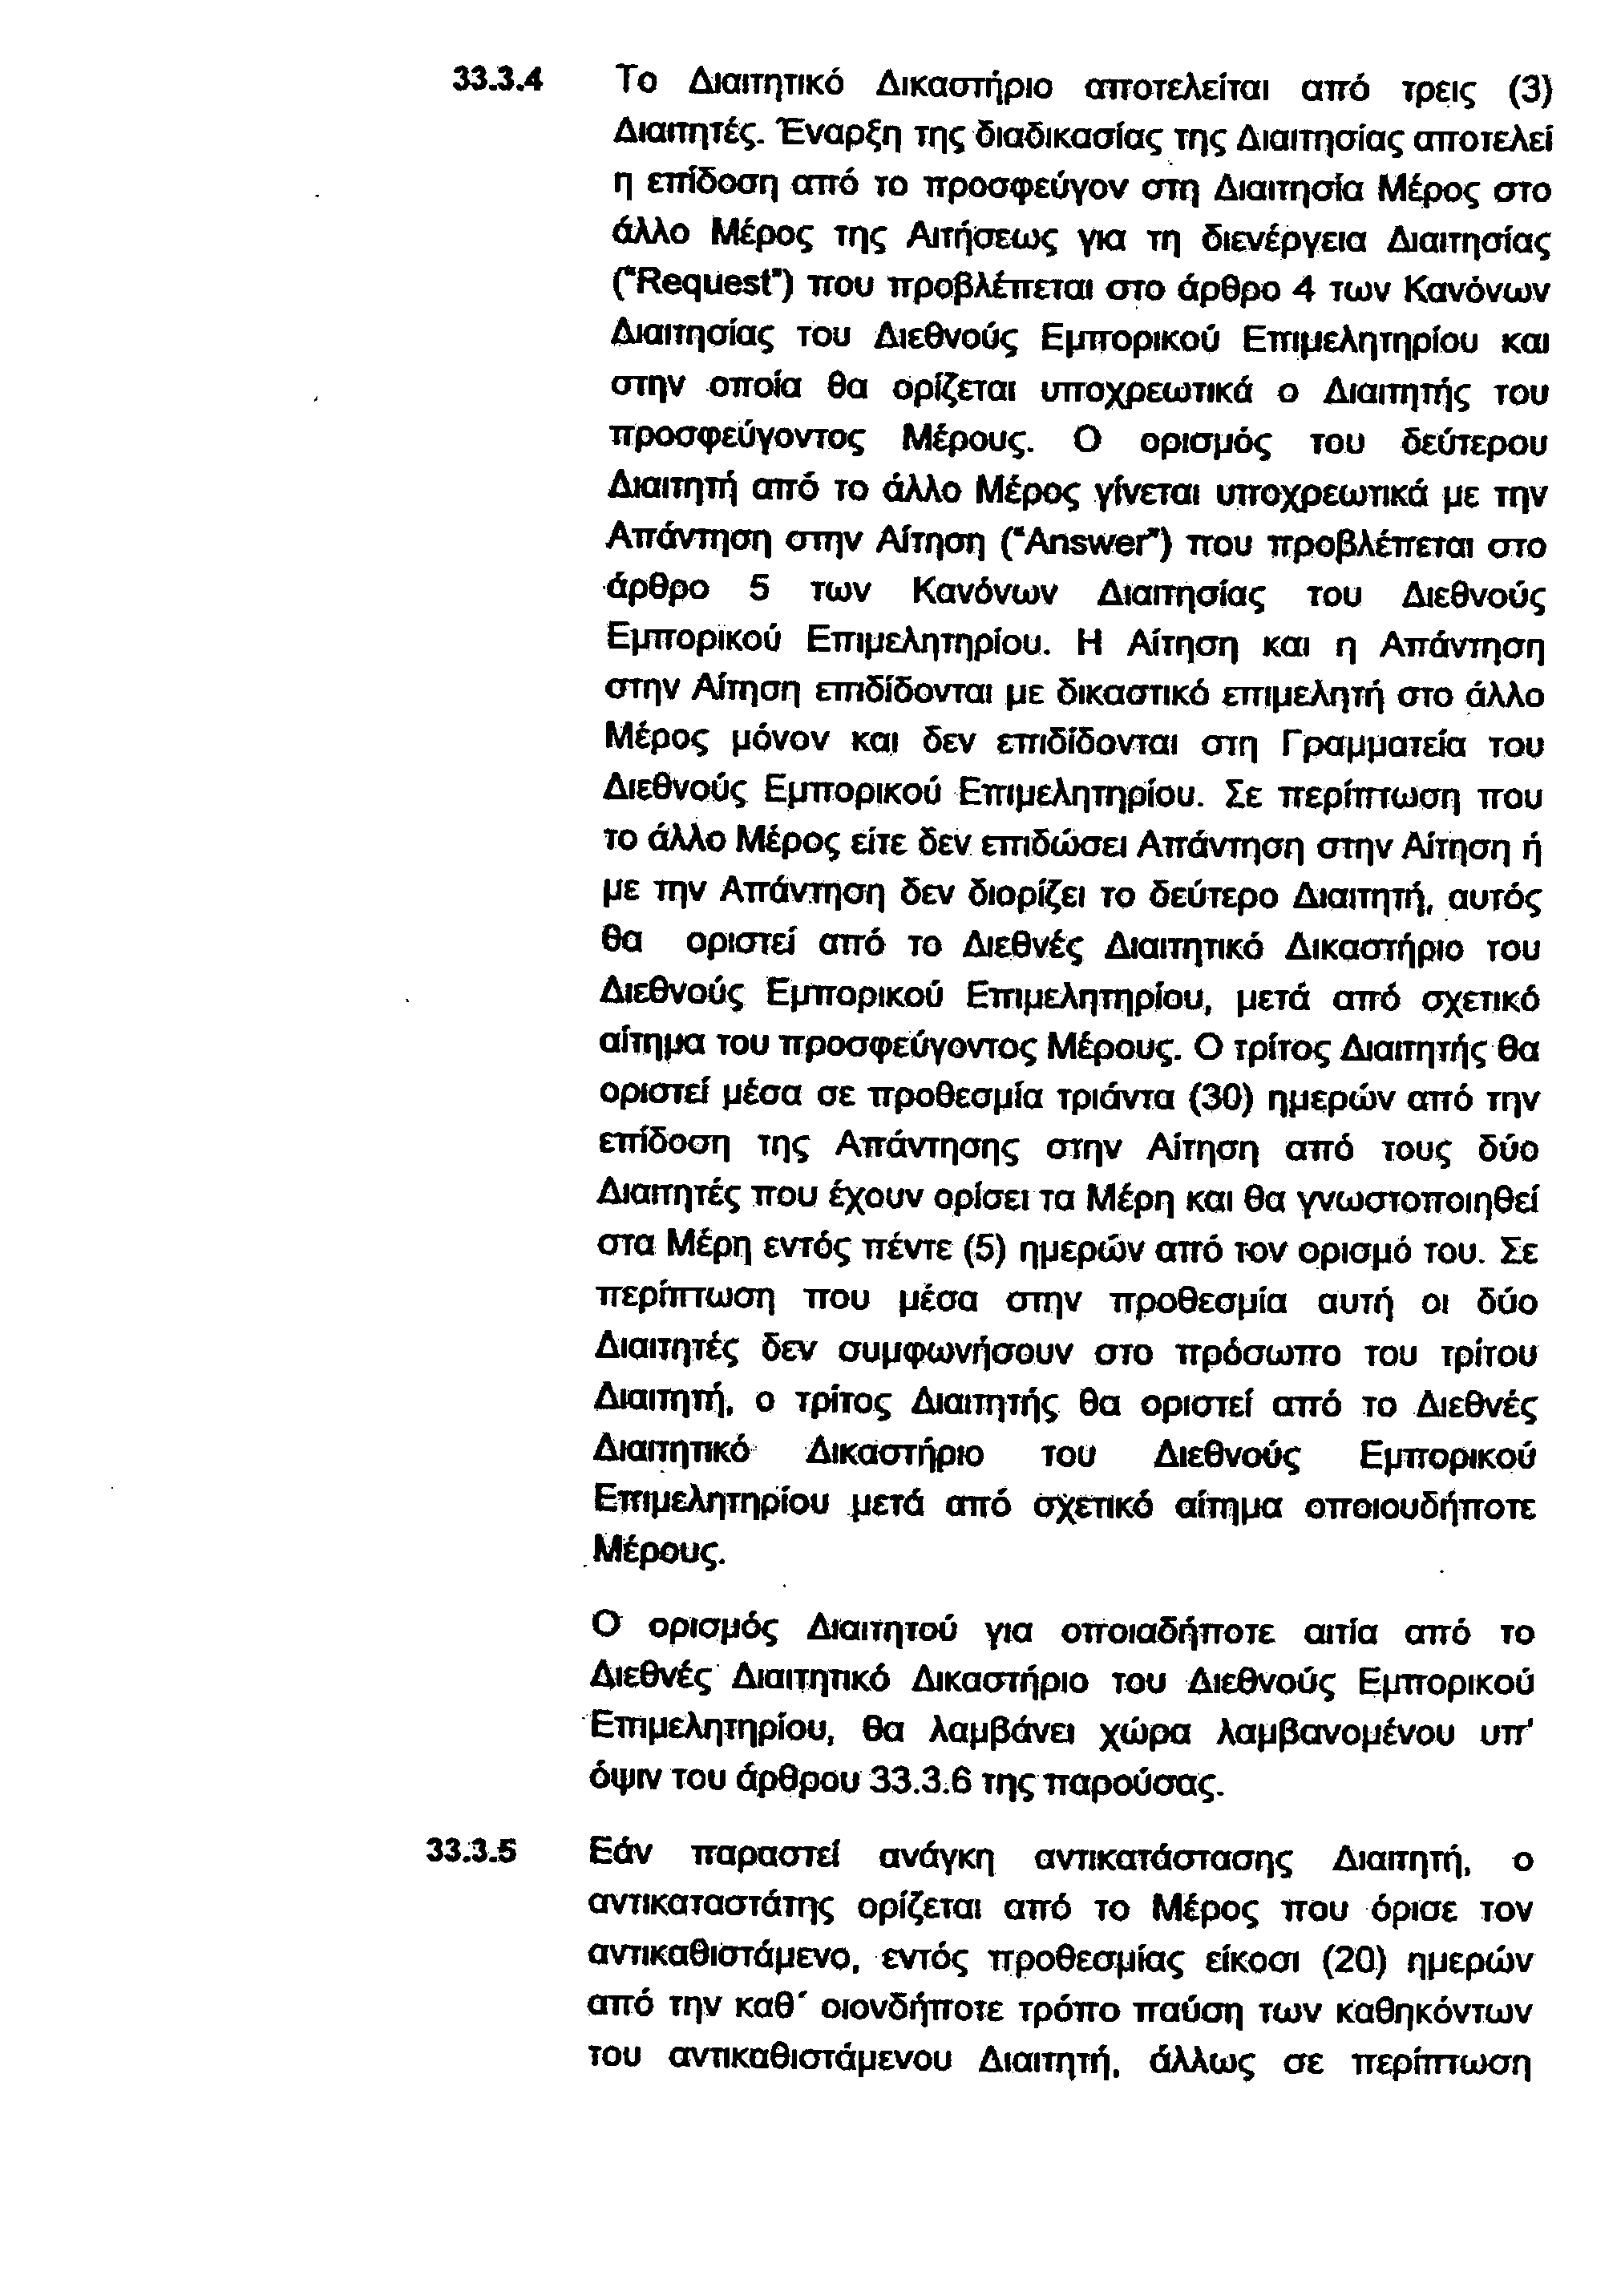 33.3.4 Το Διαιτητικό Δικαστήριο αποτελείται από τρεις (3)
Διαιτητές. Έναρξη της διαδικασίας της Διαιτησίας αποτελεί
η επίδοση από το προσφεύγον στη Διαιτησία Μέρος στο
άλλο Μέρος της Αιτήσεως για τη διενέργεια Διαιτησίας
("Request") που προβλέπεται στο άρθρο 4 των Κανόνων
Διαιτησίας του Διεθνούς Εμπορικού Επιμελητηρίου και
στην οποία θα ορίζεται υποχρεωτικά ο Διαιτητής του
προσφεύγοντος Μέρους. Ο ορισμός του δεύτερου
Διαιτητή από το άλλο Μέρος γίνεται υποχρεωτικά με την
Απάντηση στην Αίτηση ("Answer") που προβλέπεται στο
άρθρο 5 των Κανόνων Διαιτησίας του Διεθνούς
Εμπορικού Επιμελητηρίου. Η Αίτηση και η Απάντηση
στην Αίτηση επιδίδονται με δικαστικό επιμελητή στο άλλο
Μέρος μόνον και δεν επιδίδονται στη Γραμματεία του
Διεθνούς Εμπορικού Επιμελητηρίου. Σε περίπτωση που
το άλλο Μέρος είτε δεν επιδώσει Απάντηση στην Αίτηση ή
με την Απάντηση δεν διορίζει το δεύτερο Διαιτητή, αυτός
θα οριστεί από το Διεθνές Διαιτητικό Δικαστήριο του
Διεθνούς Εμπορικού Επιμελητηρίου, μετά από σχετικό
αίτημα του προσφεύγοντος Μέρους. Ο τρίτος Διαιτητής θα
οριστεί μέσα σε προθεσμία τριάντα (30) ημερών από την
επίδοση της Απάντησης στην Αίτηση από τους δύο
Διαιτητές που έχουν ορίσει τα Μέρη και θα γνωστοποιηθεί
στα Μέρη εντός πέντε (5) ημερών από τον ορισμό του. Σε
περίπτωση που μέσα στην προθεσμία αυτή οι δύο
Διαιτητές δεν συμφωνήσουν στο πρόσωπο του τρίτου
Διαιτητή, ο τρίτος Διαιτητής θα οριστεί από το Διεθνές
Διαιτητικό Δικαστήριο του Διεθνούς Εμπορικού
Επιμελητηρίου μετά από σχετικό αίτημα οποιουδήποτε
Μέρους.
Ο ορισμός Διαιτητού για οποιαδήποτε αιτία από το
Διεθνές Διαιτητικό Δικαστήριο του Διεθνούς Εμπορικού
Επιμελητηρίου, θα λαμβάνει χώρα λαμβανομένου υπ'
όψιν του άρθρου 33.3.6 της παρούσας.
33.3.5 Εάν παραστεί ανάγκη αντικατάστασης Διαιτητή, ο
αντικαταστάτης ορίζεται από το Μέρος που όρισε τον
αντικαθιστάμενο, εντός προθεσμίας είκοσι (20) ημερών
από την καθ' οιονδήποτε τρόπο παύση των καθηκόντων
του αντικαθιστάμενου Διαιτητή, άλλως σε περίπτωση